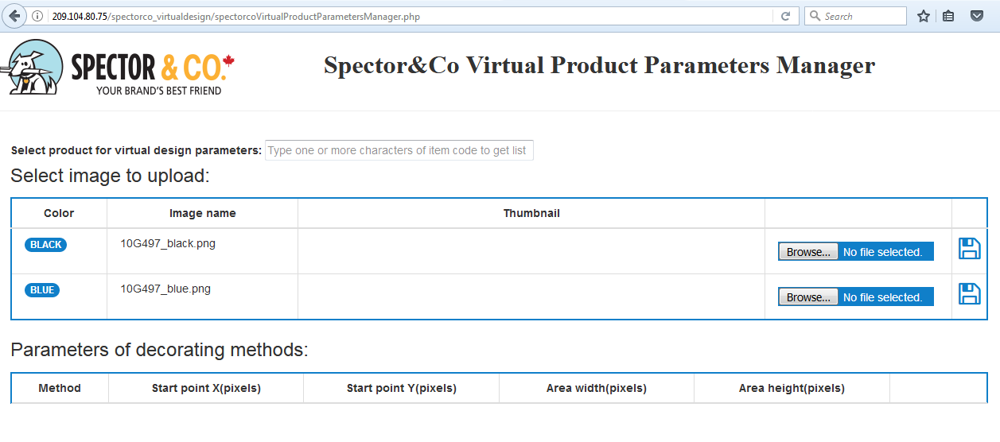 209.104.80.75/spectorco_virtualdesign/spectorcoVirtualProductParametersManager.php
Search
SPECTOR & CO.
YOUR BRAND'S BEST FRIEND
Spector&Co Virtual Product Parameters Manager
Select product for virtual design parameters: Type one or more characters of item code to get list
Select image to upload:
Color Image name Thumbnail
BLACK 10G497_black.png Browse... No file selected.
BLUE 10G497_blue.png Browse... No file selected.
Parameters of decorating methods:
Method Start point X(pixels) Start point Y(pixels) Area width(pixels) Area height(pixels)